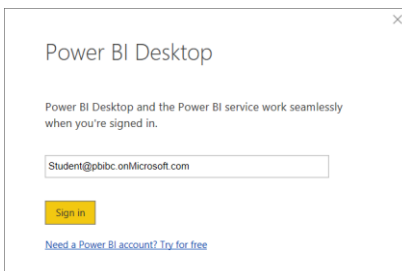 Power BI Desktop
Power BI Desktop and the Power BI service work seamlessly
when you're signed in.
Student@pbibc.onMicrosoft.com
Sign in
Need a Power BI account? Try for free